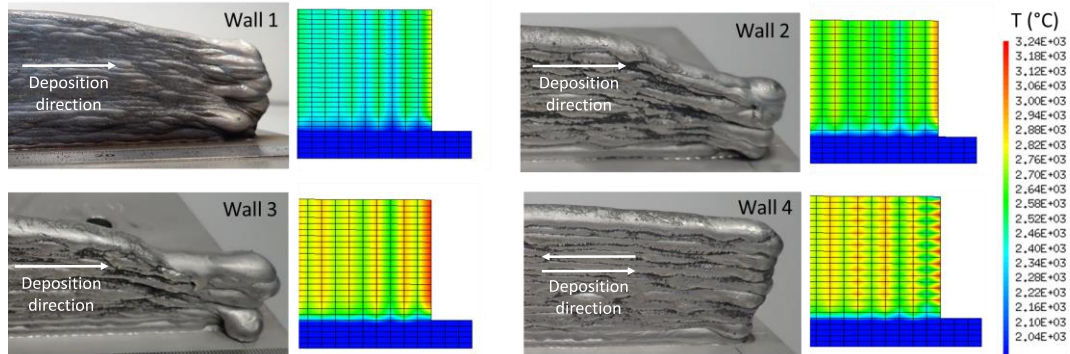 Wall 1
Deposition
direction
Wall 2
Deposition
direction
T (°C)
3.24E+03
3.18E+03
3.12E+03
3.06E+03
3.00E+03
2.94E+03
2.88E+03
2.82E+03
2.76E+03
2.70E+03
2.64E+03
2.58E+03
2.52E+03
2.46E+03
2.40E+03
2.34E+03
2.28E+03
2.22E+03
2.16E+03
2.10E+03
2.04E+03
Wall 3
Deposition
direction
Wall 4
Deposition
direction